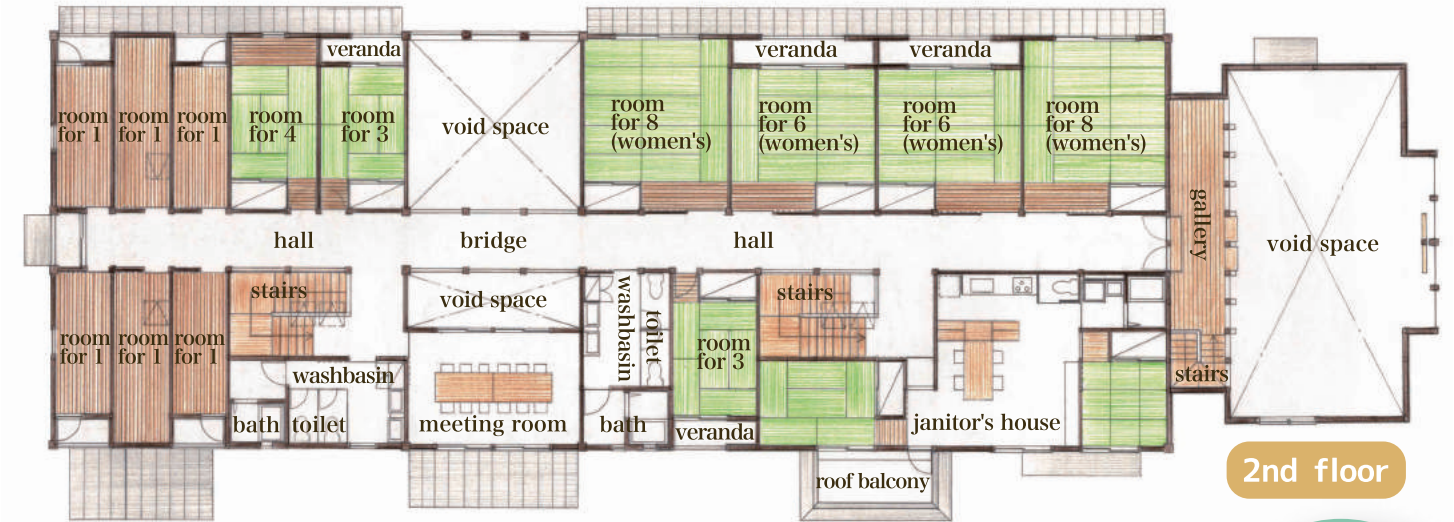 veranda
veranda
veranda
room
for 1
room
for 1
room
for 1
room
for 4
room
for 3
void space
room
for 8
(women's)
room
for 6
(women's)
room
for 6
(women's)
room
for 8
(women's)
gallery
void space
hall
bridge
hall
stairs
void space
washbasin
toilet
stairs
room
for 1
room
for 1
room
for 1
room
for 3
washbasin
stairs
bath
toilet
meeting room
bath
veranda
janitor's house
roof balcony
2nd floor